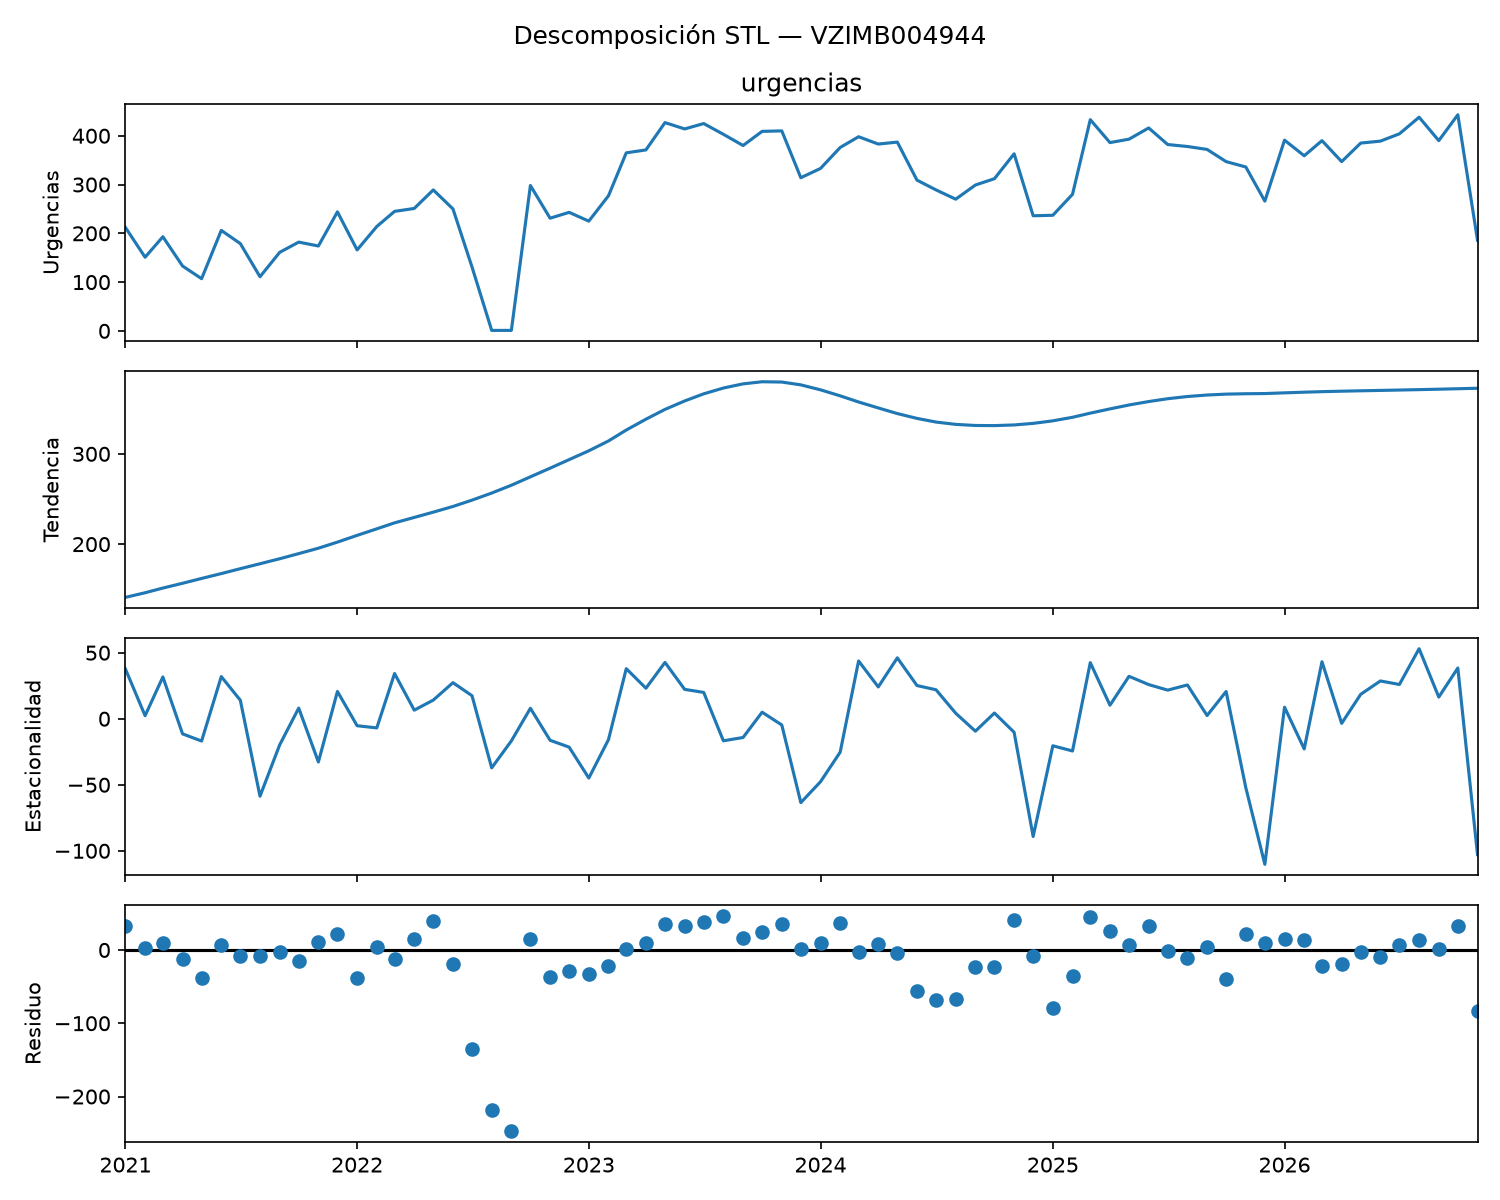 Descomposición STL — VZIMB004944
urgencias
Urgencias
400
300
200
100
0
Tendencia
300
200
Estacionalidad
50
0
−50
−100
Residuo
0
−100
−200
2021 2022 2023 2024 2025 2026